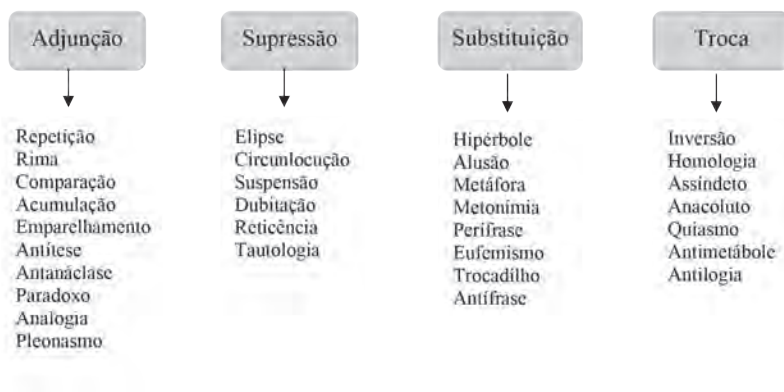 Adjunção
Repetição
Rima
Comparação
Acumulação
Emparelhamento
Antítese
Antanáclase
Paradoxo
Analogia
Pleonasmo
Supressão
Elipse
Circunlocução
Suspensão
Dubitação
Reticência
Tautologia
Substituição
Hipérbole
Alusão
Metáfora
Metonímia
Perífrase
Eufemismo
Trocadilho
Antífrase
Troca
Inversão
Homologia
Assíndeto
Anacoluto
Quiasmo
Antimetábole
Antilogia